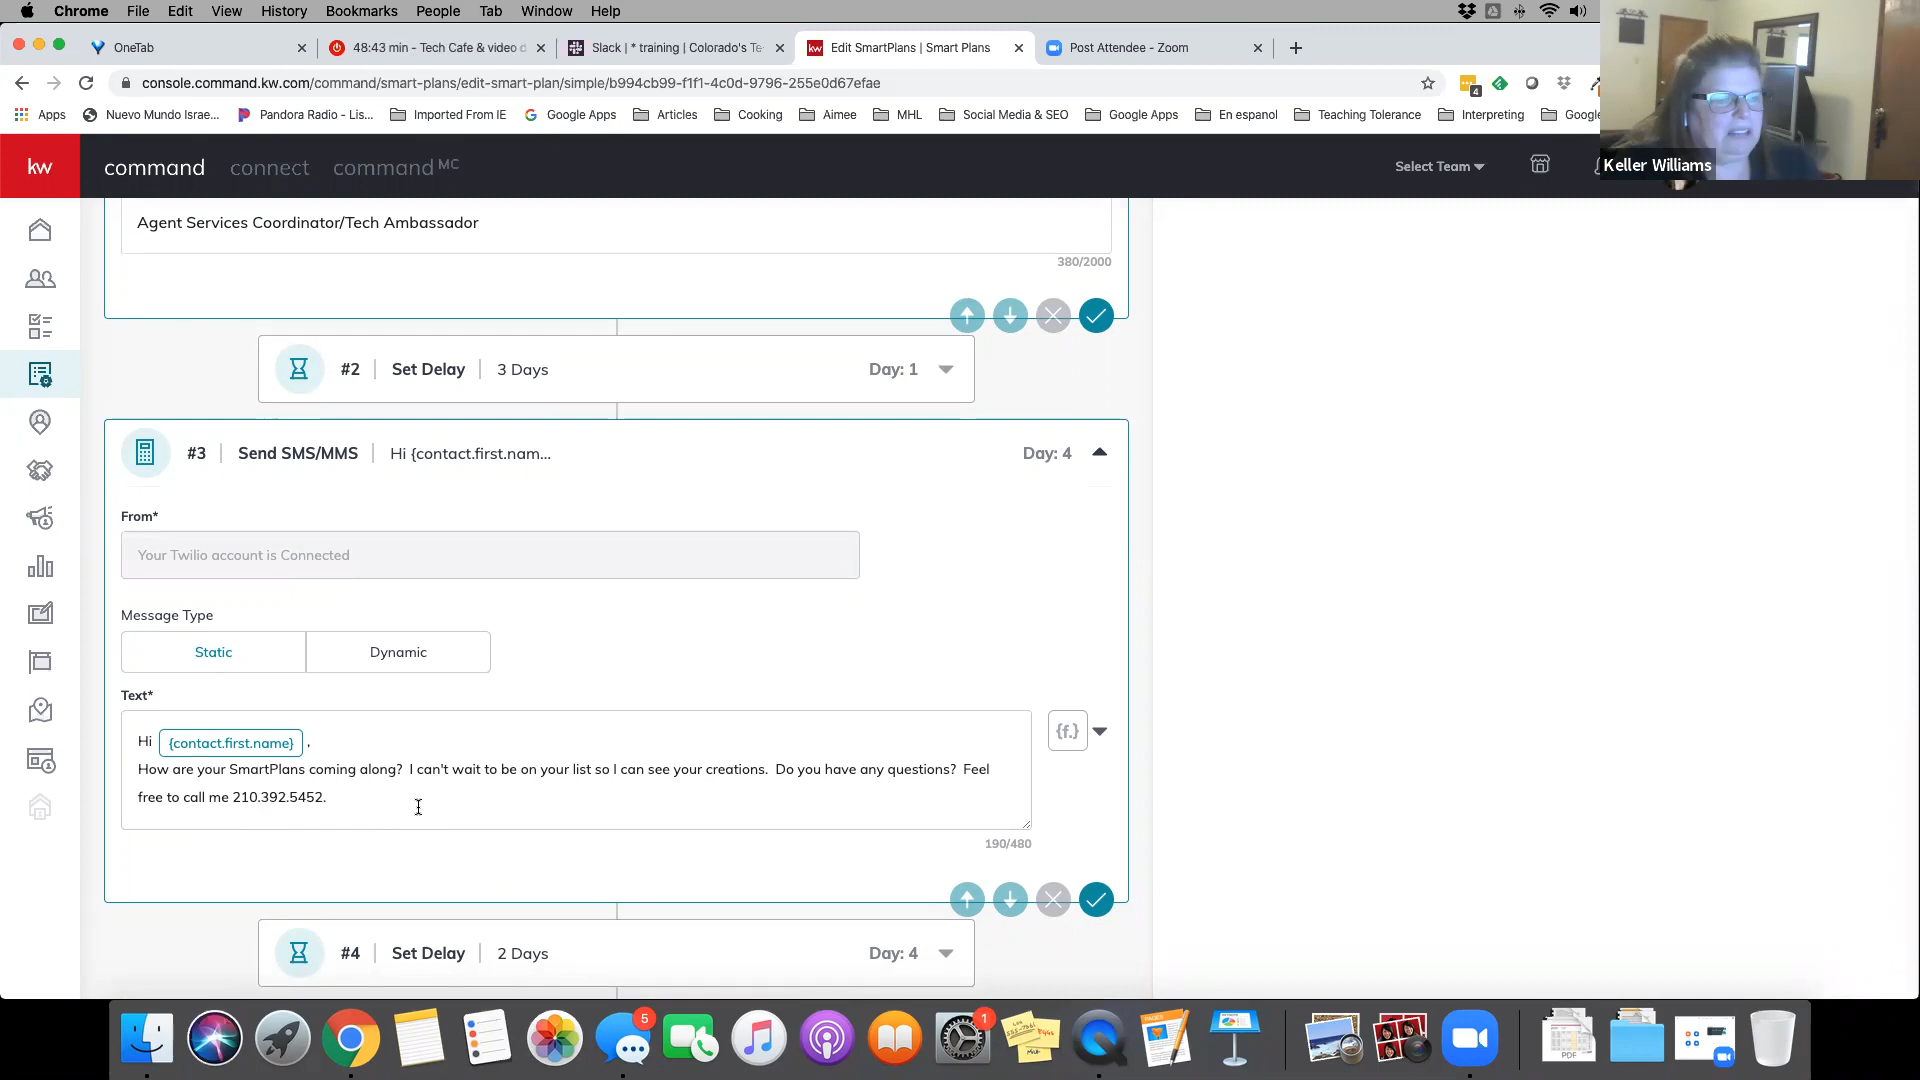 Chrome File Edit View History Bookmarks People Tab Window Help
OneTab
48:43 min - Tech Cafe & video d
Slack | * training | Colorado's Te
Edit SmartPlans | Smart Plans
Post Attendee - Zoom
console.command.kw.com/command/smart-plans/edit-smart-plan/simple/b994cb99-f1f1-4c0d-9796-255e0d67efae
4
Apps Nuevo Mundo Israe... Pandora Radio - Lis... Imported From IE Google Apps Articles Cooking Aimee MHL Social Media & SEO Google Apps En espanol Teaching Tolerance Interpreting Google
Keller Williams
kw command connect command MC Select Team
Agent Services Coordinator/Tech Ambassador
380/2000
#2 Set Delay 3 Days Day: 1
#3 Send SMS/MMS Hi {contact.first.nam... Day: 4
From*
Your Twilio account is Connected
Message Type
Static Dynamic
Text*
Hi {contact.first.name} ,
{f.}
How are your SmartPlans coming along? I can't wait to be on your list so I can see your creations. Do you have any questions? Feel
free to call me 210.392.5452.
190/480
#4 Set Delay 2 Days Day: 4
5
1
PAGES
PDF